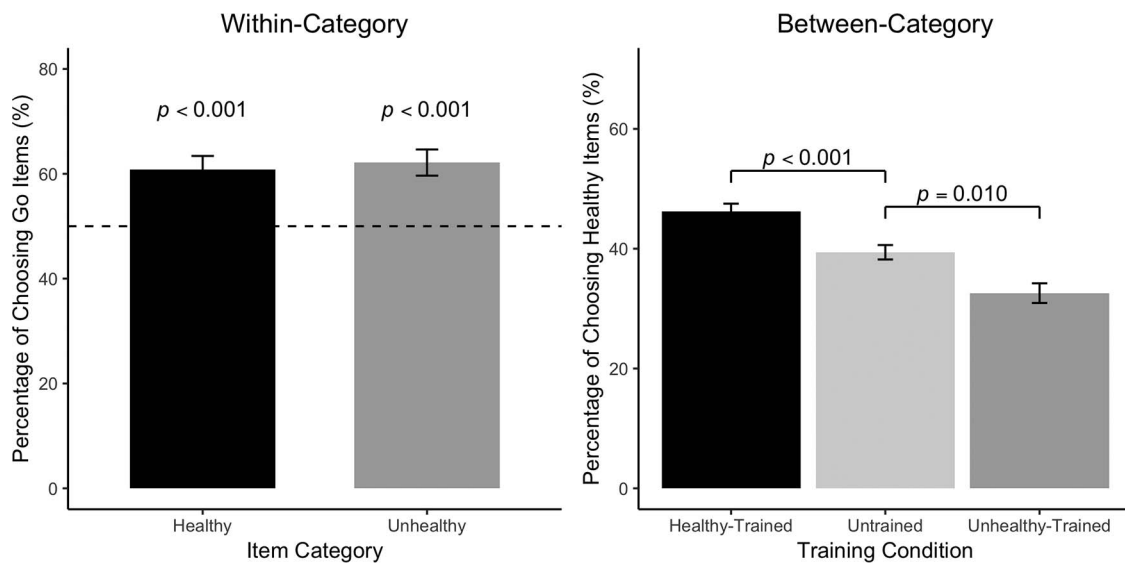 Within-Category
Percentage of Choosing Go Items (%)
80
60
40
20
0
p < 0.001
p < 0.001
Healthy
Unhealthy
Item Category
Between-Category
Percentage of Choosing Healthy Items (%)
60
40
20
0
p < 0.001
p = 0.010
Healthy-Trained
Untrained
Unhealthy-Trained
Training Condition